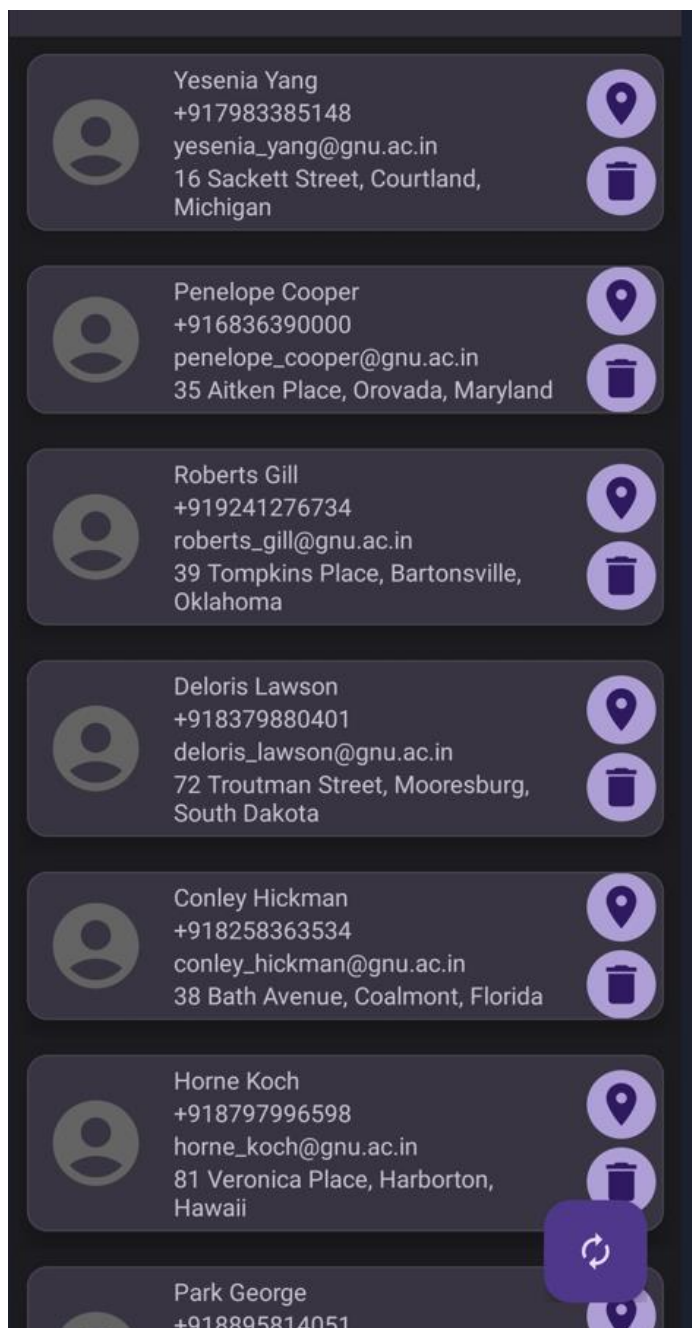 Yesenia Yang
+917983385148
yesenia_yang@gnu.ac.in
16 Sackett Street, Courtland,
Michigan
Penelope Cooper
+916836390000
penelope_cooper@gnu.ac.in
35 Aitken Place, Orovada, Maryland
Roberts Gill
+919241276734
roberts_gill@gnu.ac.in
39 Tompkins Place, Bartonsville,
Oklahoma
Deloris Lawson
+918379880401
deloris_lawson@gnu.ac.in
72 Troutman Street, Mooresburg,
South Dakota
Conley Hickman
+918258363534
conley_hickman@gnu.ac.in
38 Bath Avenue, Coalmont, Florida
Horne Koch
+918797996598
horne_koch@gnu.ac.in
81 Veronica Place, Harborton,
Hawaii
Park George
+918895814051